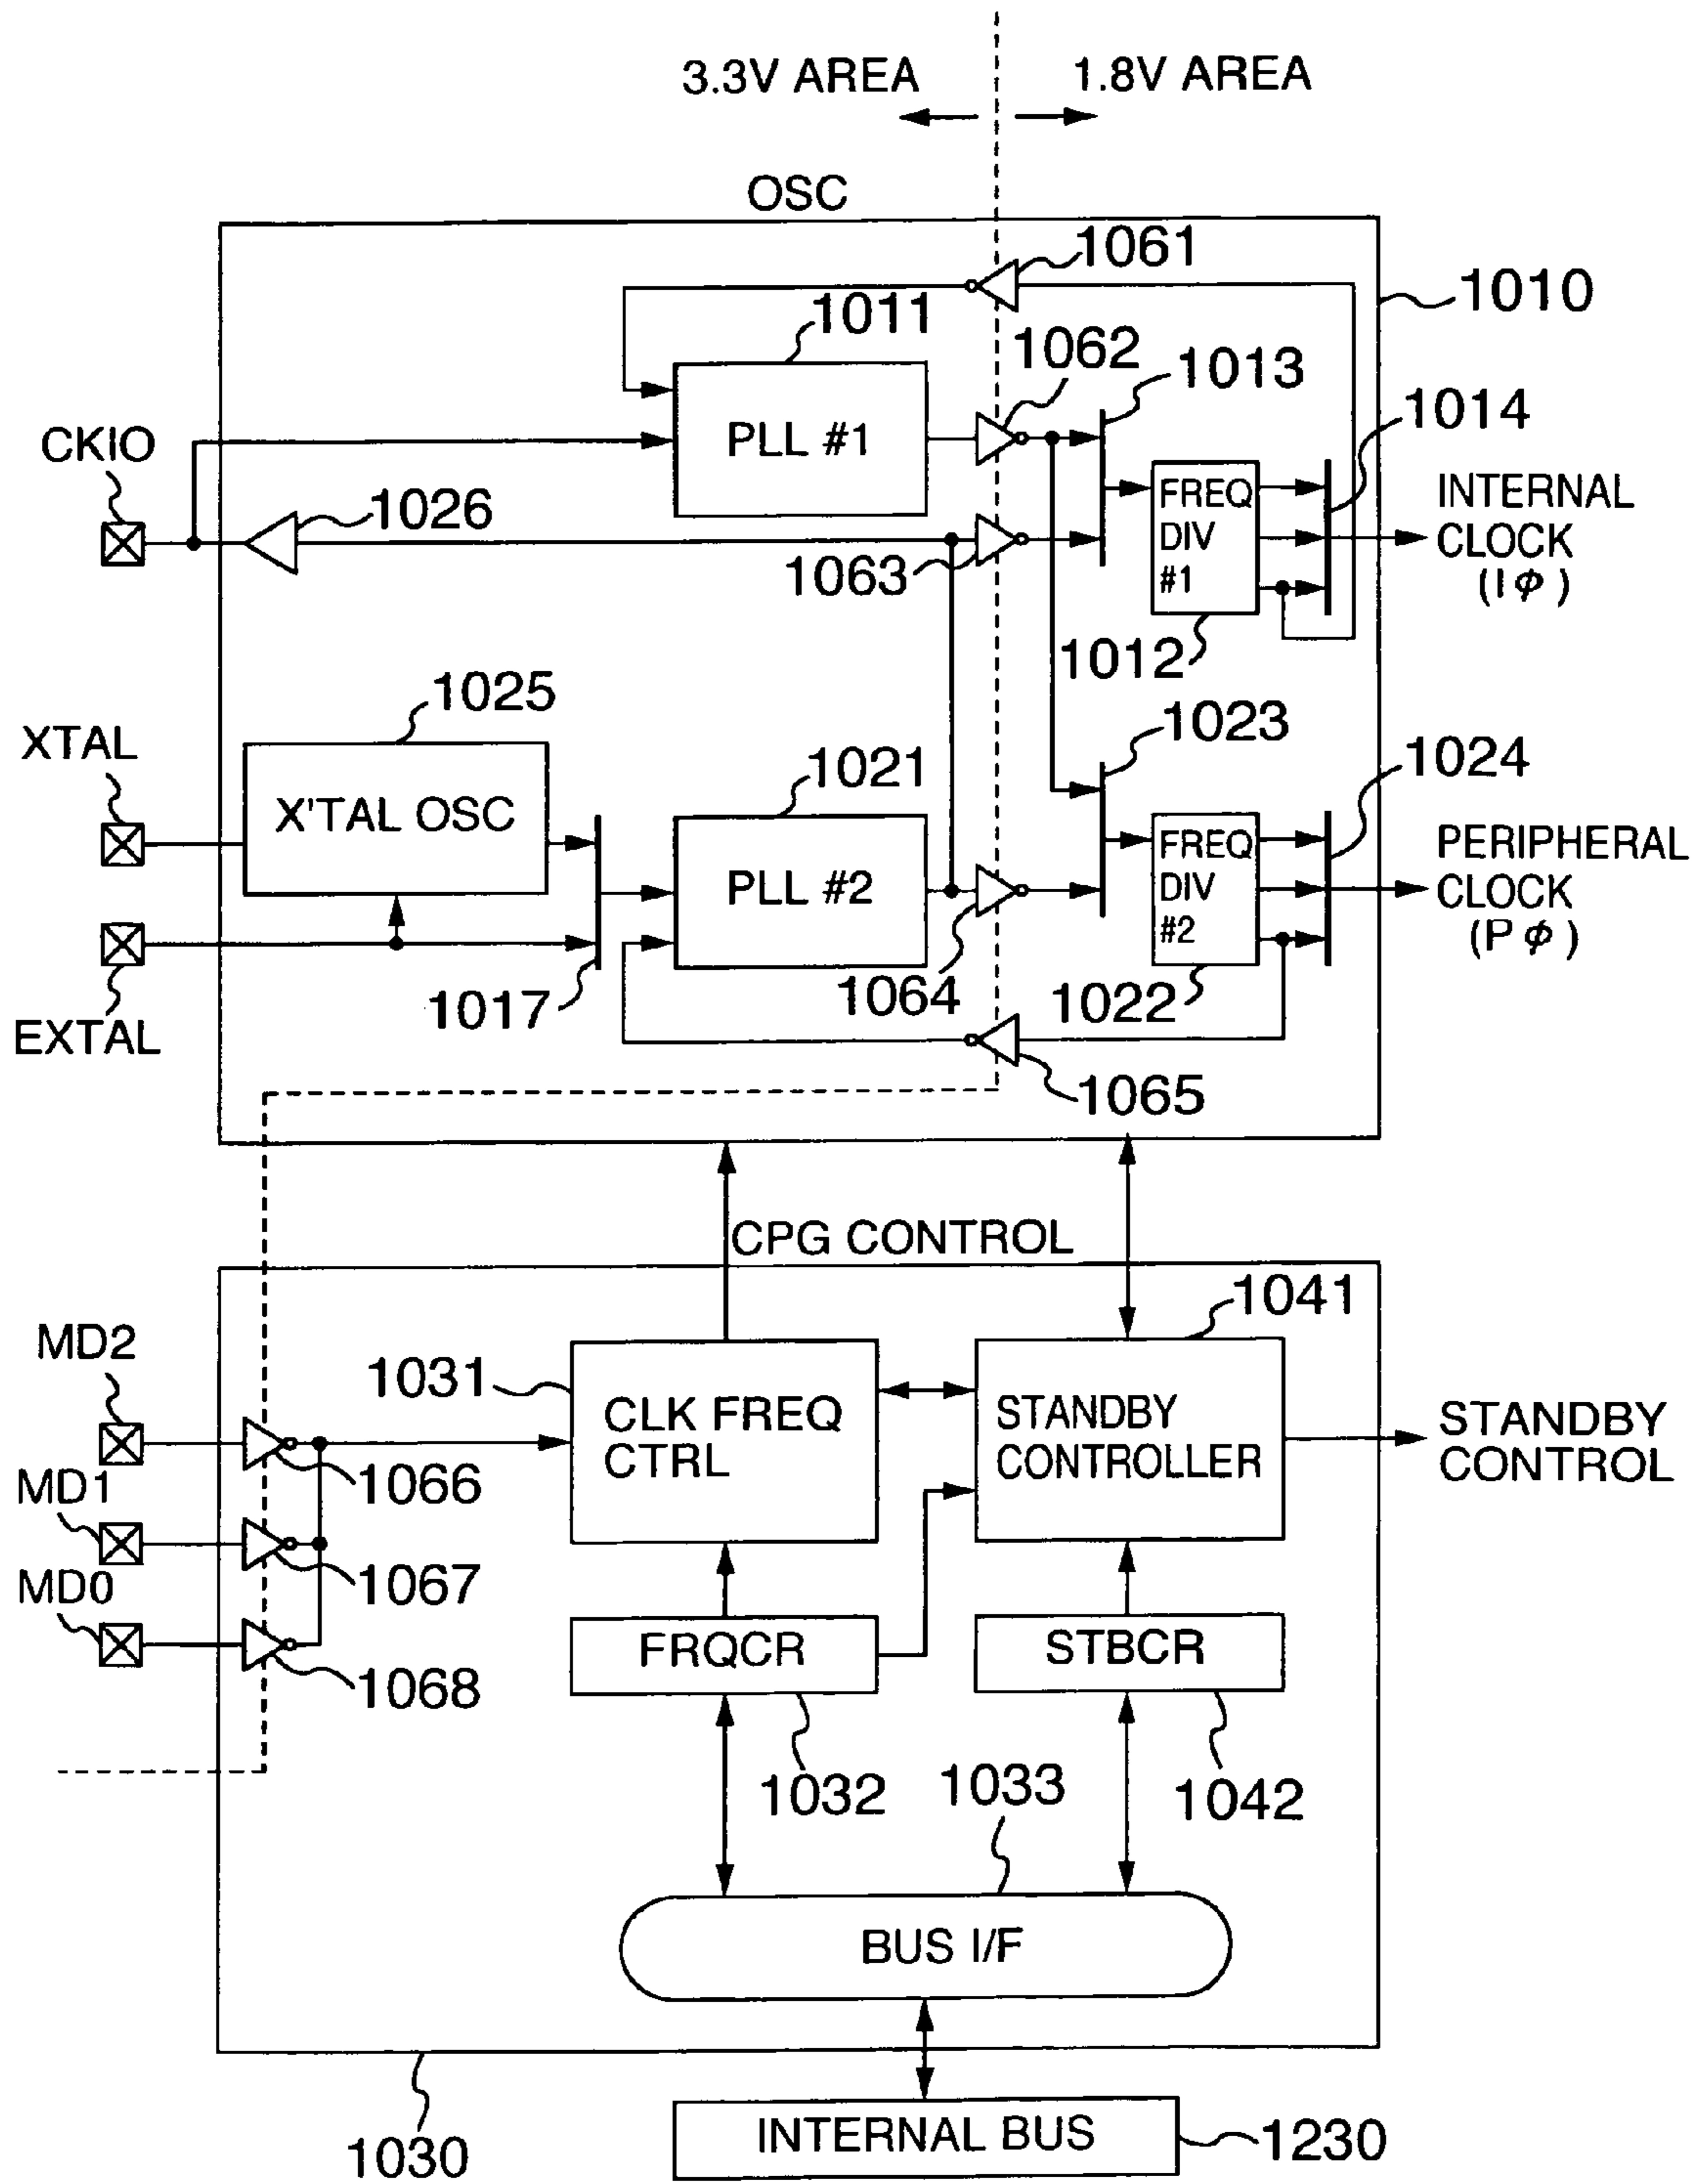 3.3V AREA
1.8V AREA
OSC
1061
1010
1011
1062
1013
1014
CKIO
PLL #1
1026
FREQ
DIV
#1
INTERNAL
CLOCK
(Iϕ)
1063
1012
1025
1023
XTAL
1021
1024
X'TAL OSC
PLL #2
FREQ
DIV
#2
PERIPHERAL
CLOCK
(Pϕ)
1017
1064
1022
EXTAL
1065
CPG CONTROL
1041
MD2
1031
CLK FREQ
CTRL
STANDBY
CONTROLLER
STANDBY
CONTROL
1066
MD1
1067
MD0
FRQCR
STBCR
1068
1032
1033
1042
BUS I/F
INTERNAL BUS
1030
1230